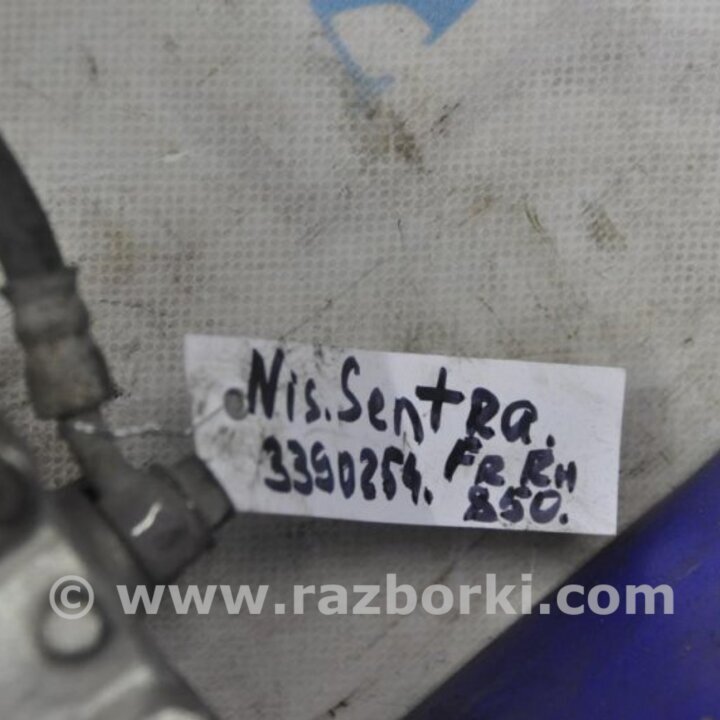 Nis. Sentra.
3390254. FR RH
850.
© www.razborki.com